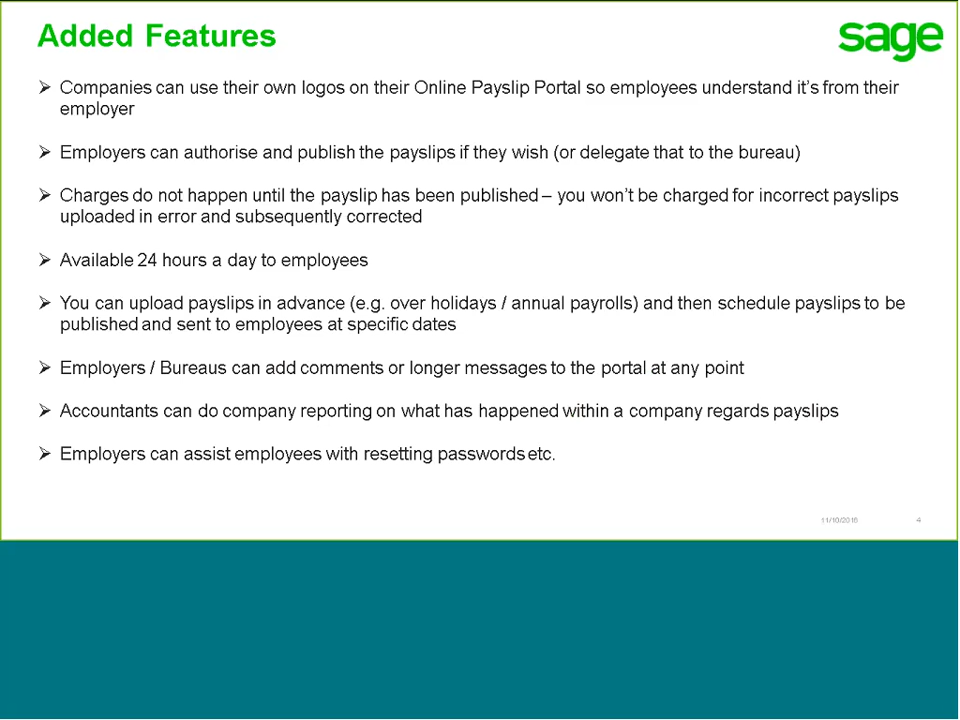 Added Features
sage
➢ Companies can use their own logos on their Online Payslip Portal so employees understand it's from their
employer
➢ Employers can authorise and publish the payslips if they wish (or delegate that to the bureau)
➢ Charges do not happen until the payslip has been published – you won't be charged for incorrect payslips
uploaded in error and subsequently corrected
➢ Available 24 hours a day to employees
➢ You can upload payslips in advance (e.g. over holidays / annual payrolls) and then schedule payslips to be
published and sent to employees at specific dates
➢ Employers / Bureaus can add comments or longer messages to the portal at any point
➢ Accountants can do company reporting on what has happened within a company regards payslips
➢ Employers can assist employees with resetting passwords etc.
11/10/2016 4